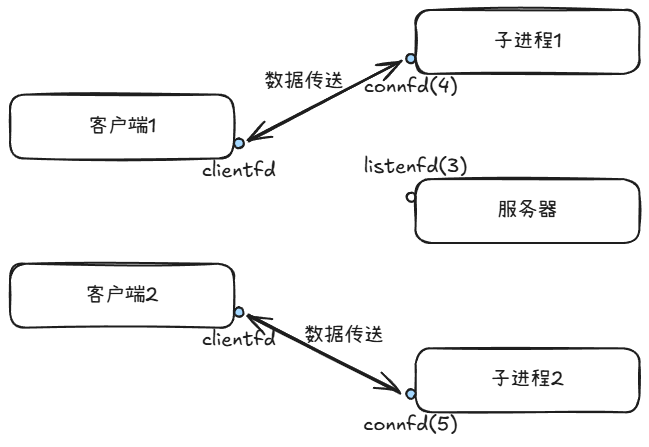 子进程1
数据传送
connfd(4)
客户端1
clientfd
listenfd(3)
服务器
客户端2
clientfd
数据传送
子进程2
connfd(5)